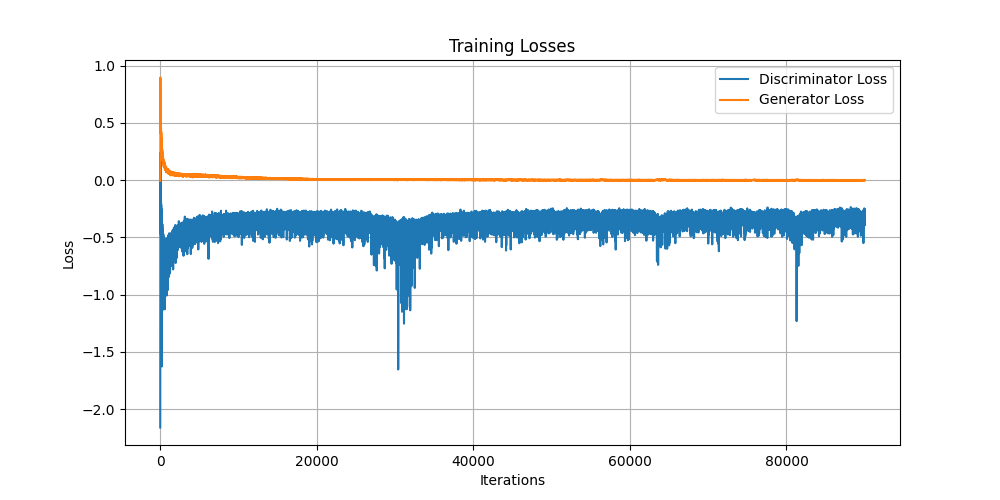 Training Losses
Discriminator Loss
Generator Loss
1.0
0.5
0.0
−0.5
−1.0
−1.5
−2.0
Loss
0
20000
40000
60000
80000
Iterations